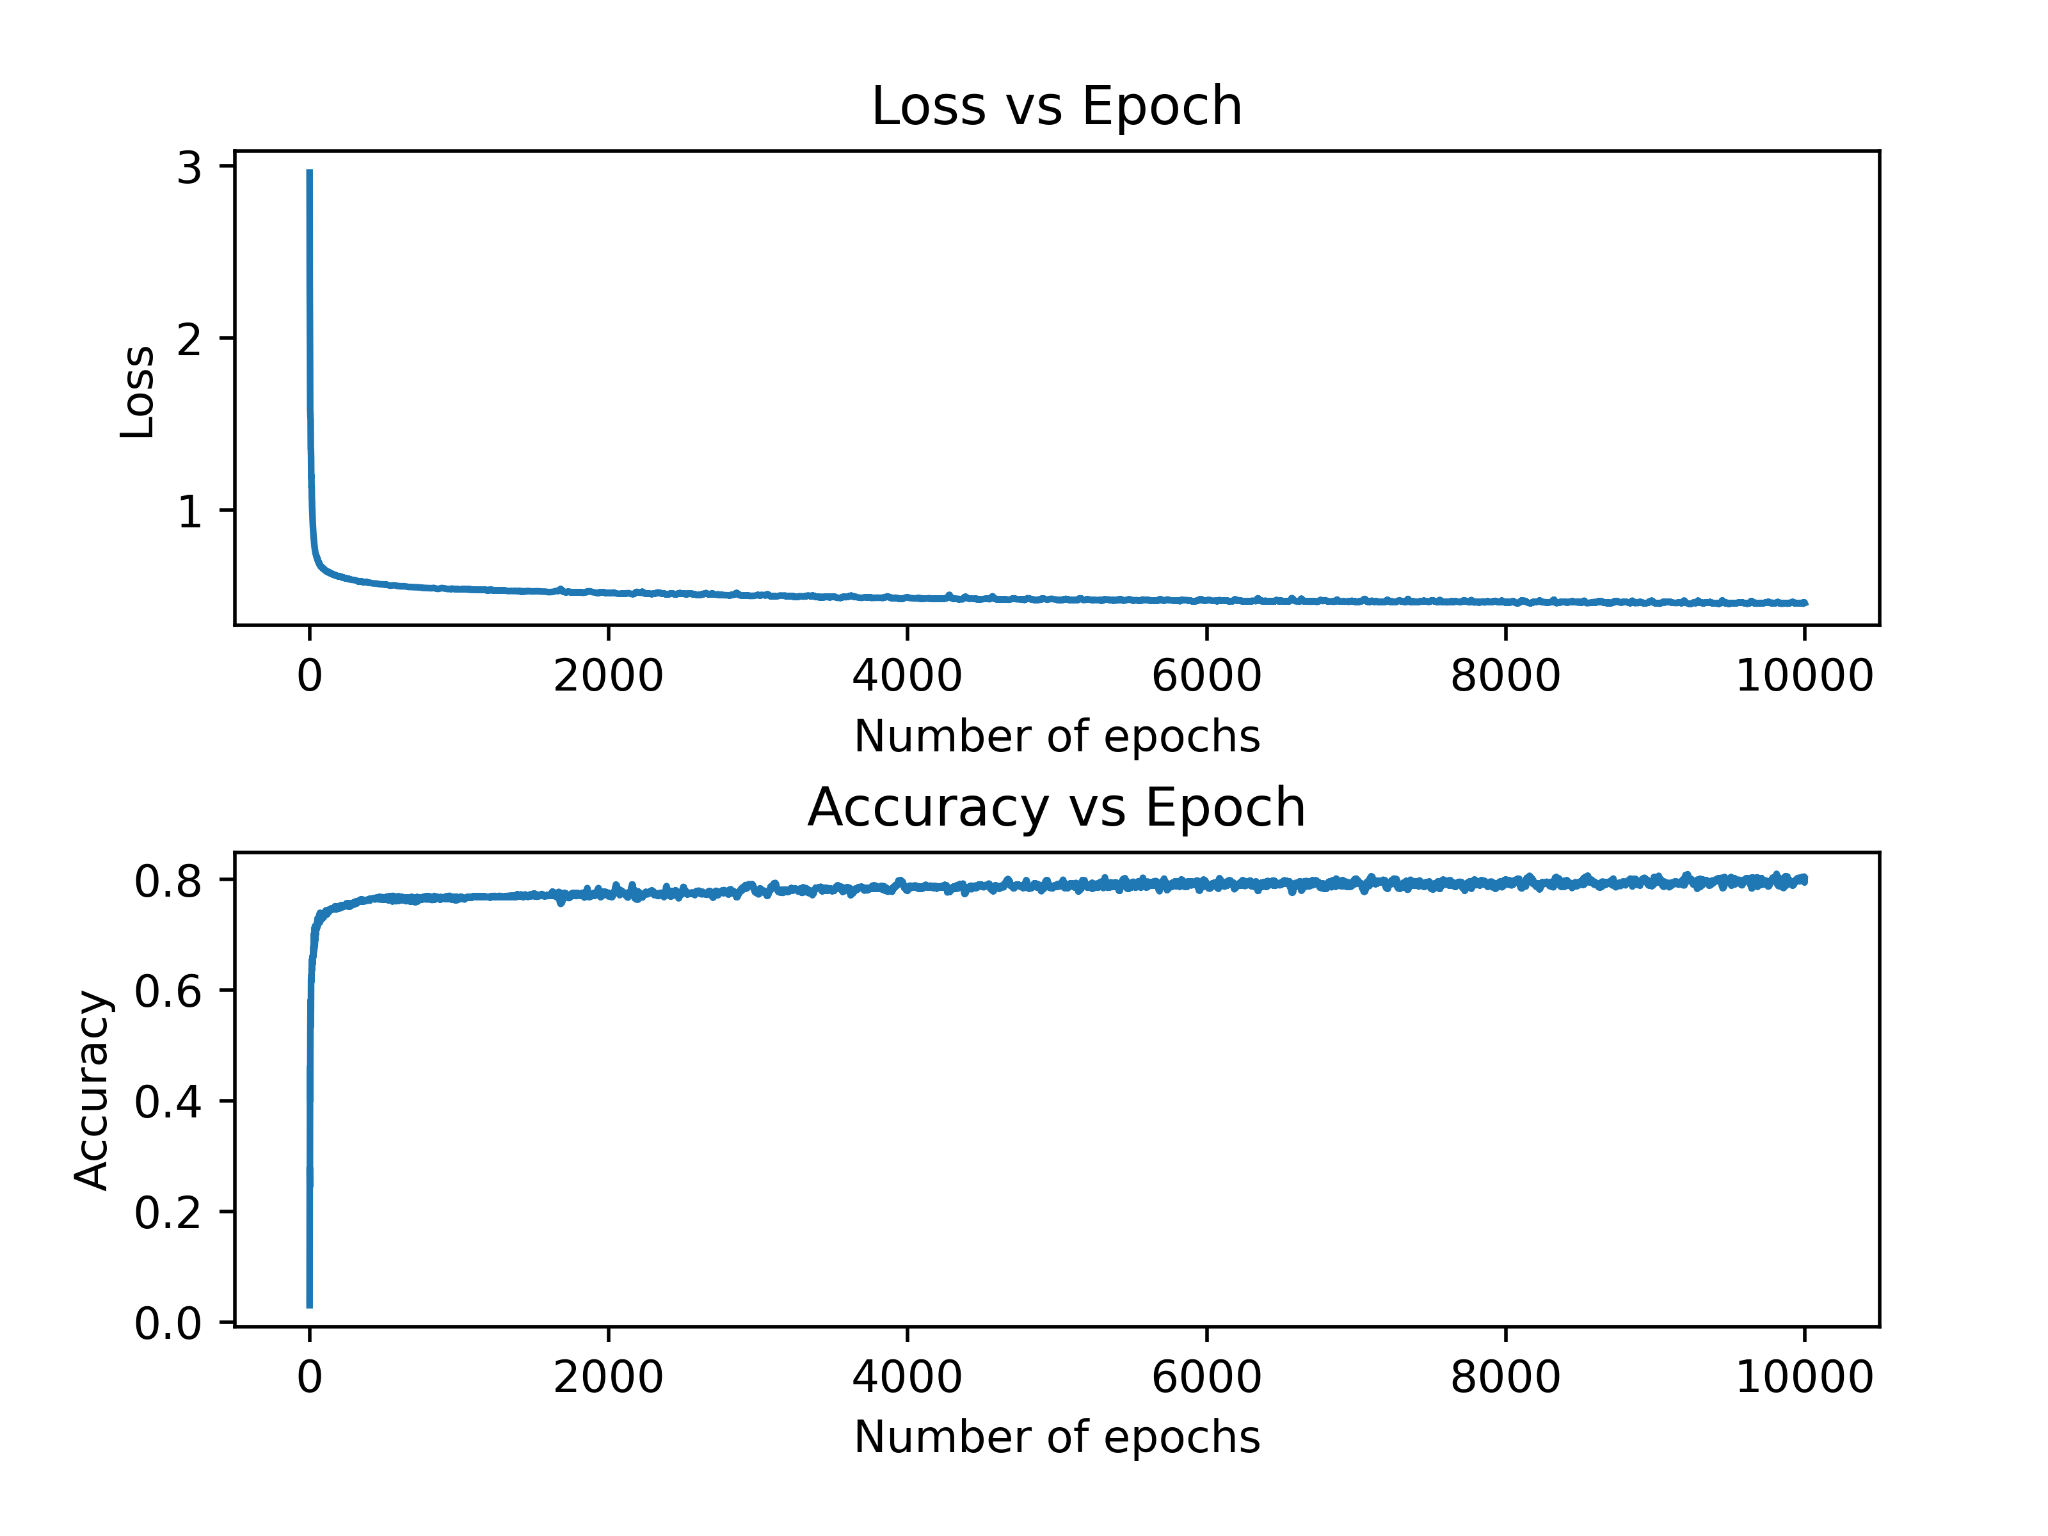 Loss vs Epoch
3
2
1
Loss
0 2000 4000 6000 8000 10000
Number of epochs
Accuracy vs Epoch
0.8
0.6
0.4
0.2
0.0
Accuracy
0 2000 4000 6000 8000 10000
Number of epochs